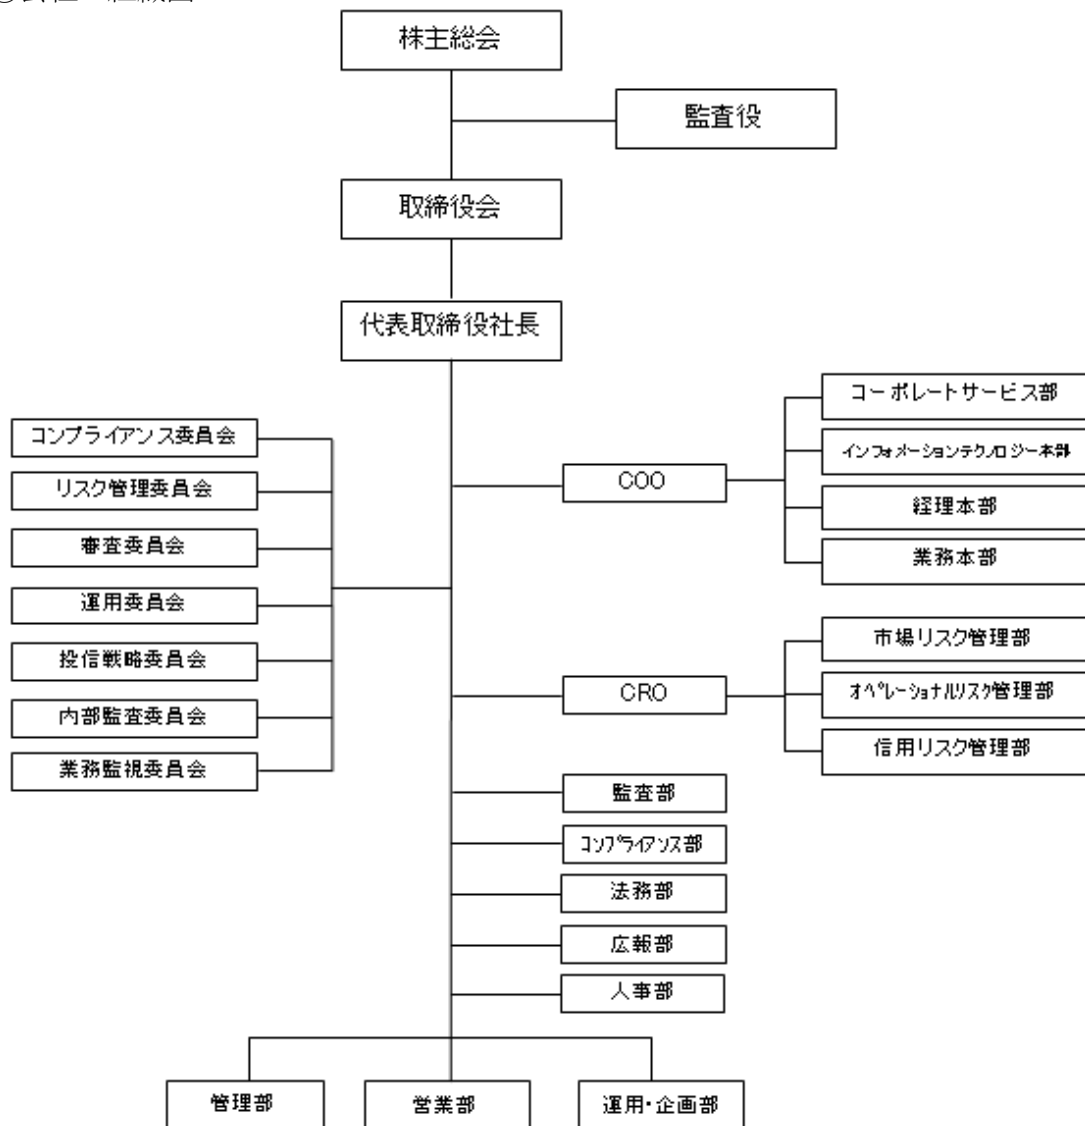 株主総会
監査役
取締役会
代表取締役社長
コンプライアンス委員会
リスク管理委員会
審査委員会
運用委員会
投信戦略委員会
内部監査委員会
業務監視委員会
COO
コーポレートサービス部
インフォメーションテクノロジー本部
経理本部
業務本部
CRO
市場リスク管理部
オペレーショナルリスク管理部
信用リスク管理部
監査部
コンプライアンス部
法務部
広報部
人事部
管理部
営業部
運用・企画部